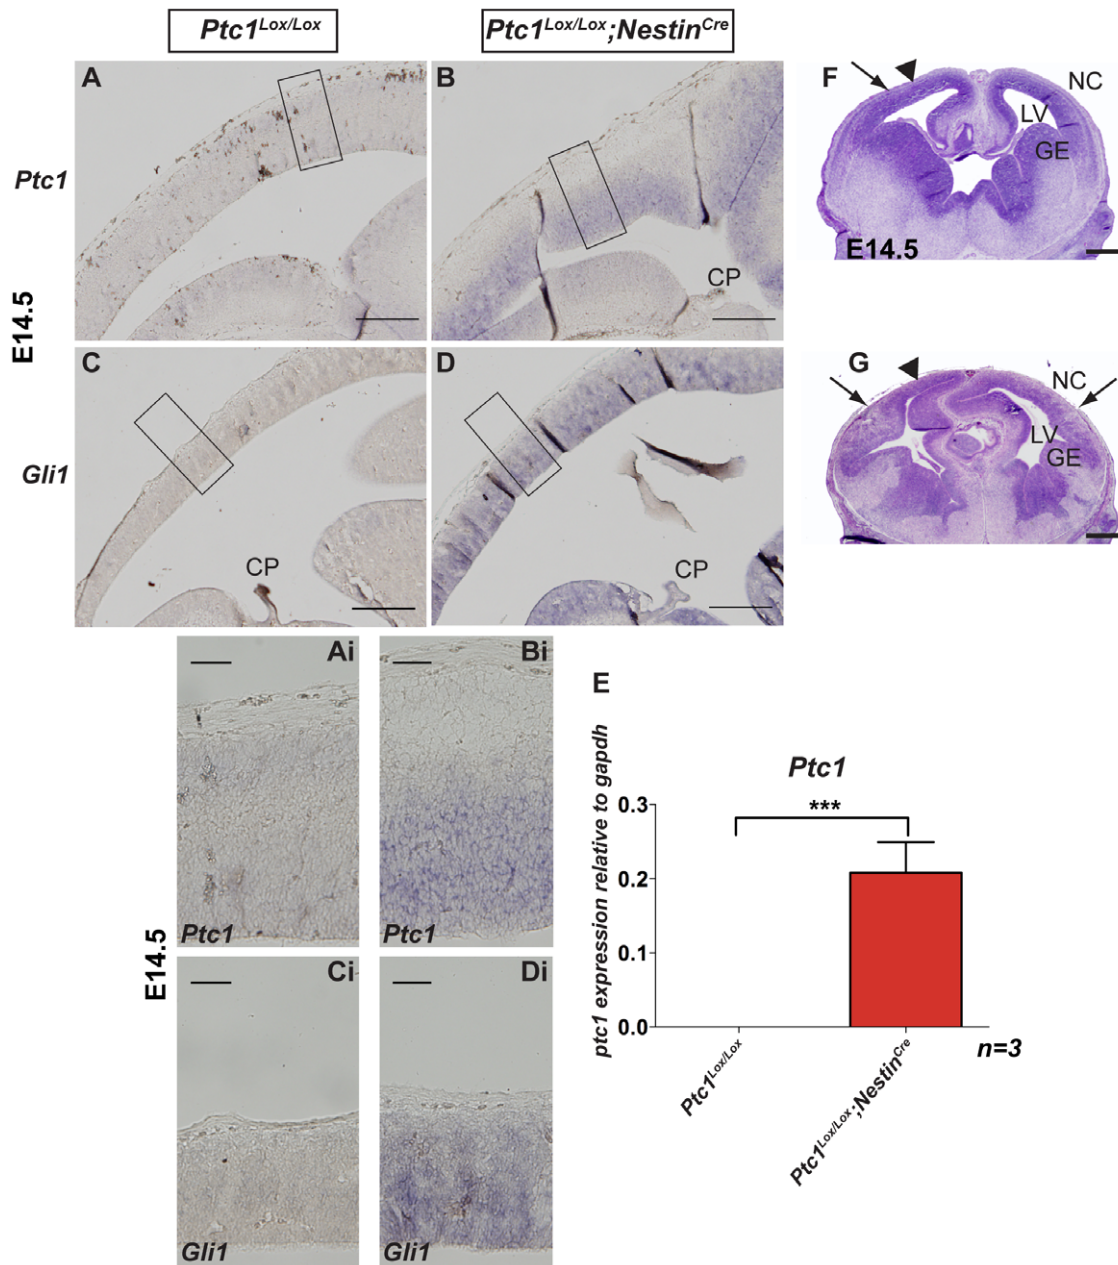 Ptc1Lox/Lox
Ptc1Lox/Lox;NestinCre
A
B
F
NC
LV
GE
E14.5
Ptc1
CP
E14.5
C
D
G
NC
LV
GE
Gli1
CP
CP
Ai
Bi
E
Ptc1
Ptc1
E14.5
Ci
Di
Gli1
Gli1
Ptc1
***
ptc1 expression relative to gapdh
0.3
0.2
0.1
0.0
n=3
Ptc1Lox/Lox
Ptc1Lox/Lox;NestinCre